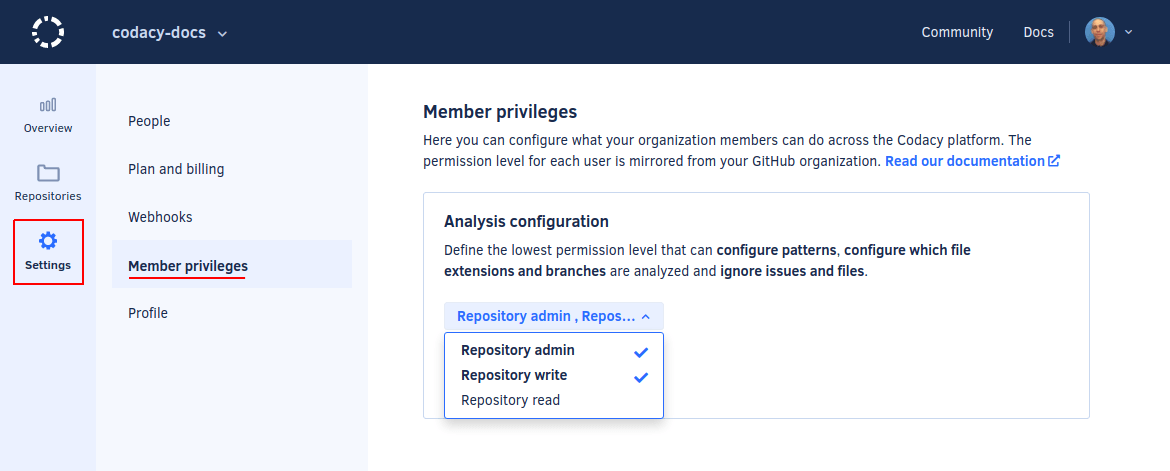 codacy-docs
Community
Docs
Overview
Repositories
Settings
People
Plan and billing
Webhooks
Member privileges
Profile
Member privileges
Here you can configure what your organization members can do across the Codacy platform. The
permission level for each user is mirrored from your GitHub organization. Read our documentation
Analysis configuration
Define the lowest permission level that can configure patterns, configure which file
extensions and branches are analyzed and ignore issues and files.
Repository admin , Repos...
Repository admin
Repository write
Repository read